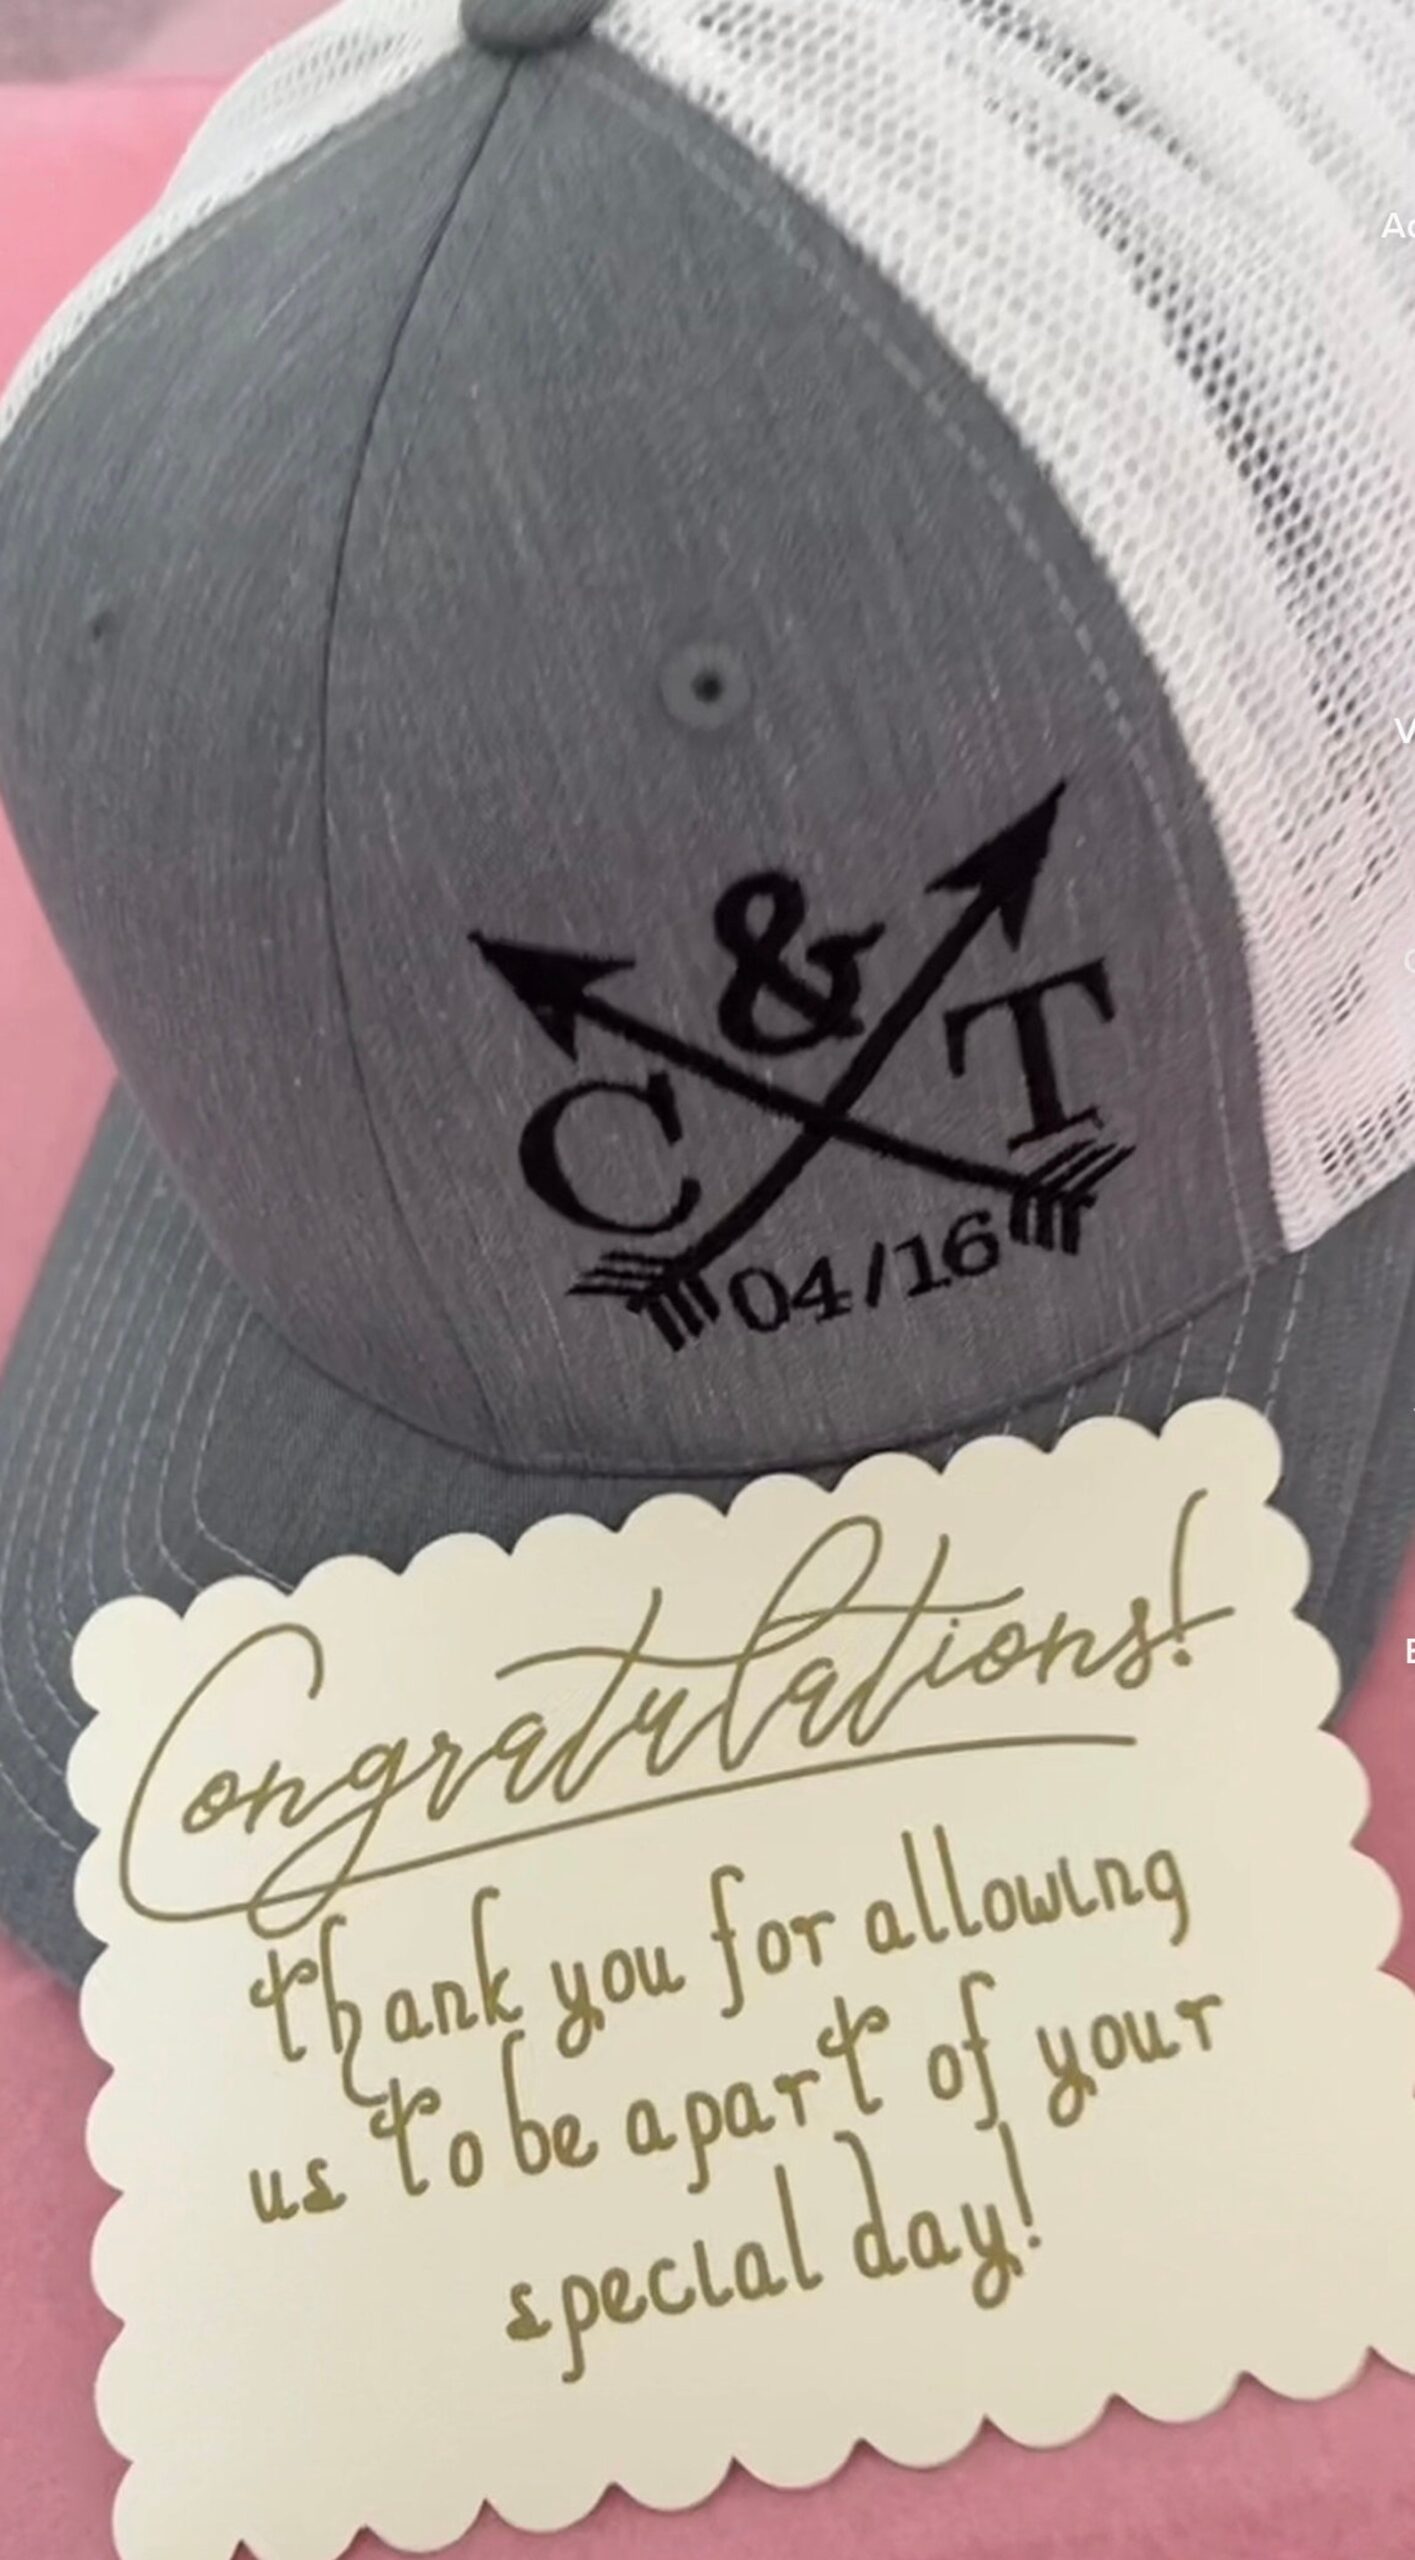 &
C T
04/16
Congratulations!
thank you for allowing
us to be apart of your
special day!